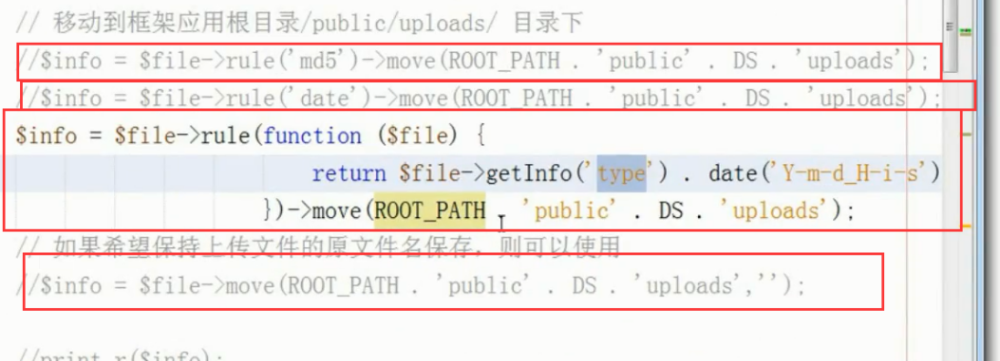 // 移动到框架应用根目录/public/uploads/ 目录下
//$info = $file->rule('md5')->move(ROOT_PATH . 'public' . DS . 'uploads');
//$info = $file->rule('date')->move(ROOT_PATH . 'public' . DS . 'uploads');
$info = $file->rule(function ($file) {
return $file->getInfo('type') . date('Y-m-d_H-i-s')
})->move(ROOT_PATH . 'public' . DS . 'uploads');
// 如果希望保持上传文件的原文件名保存，则可以使用
//$info = $file->move(ROOT_PATH . 'public' . DS . 'uploads','');
//print_r($info);